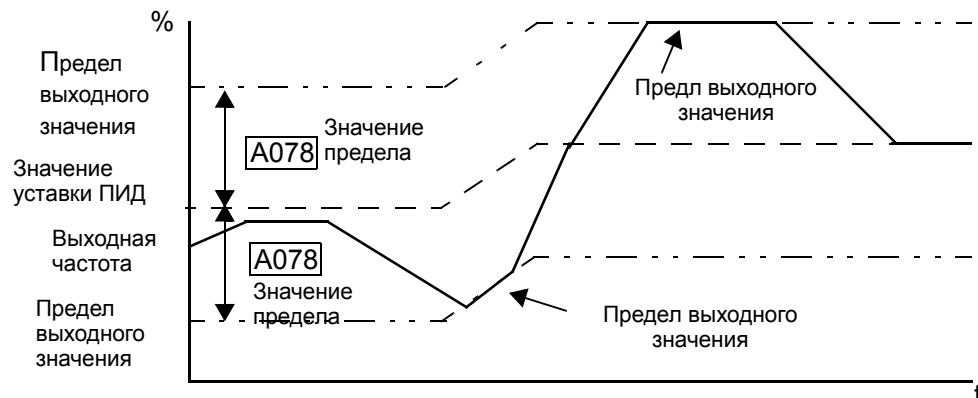 %
Предел
выходного
значения
Предл выходного
значения
Значение
предела
A078
Значение
уставки ПИД
Выходная
частота
A078
Значение
предела
Предел
выходного
значения
Предел выходного
значения
t